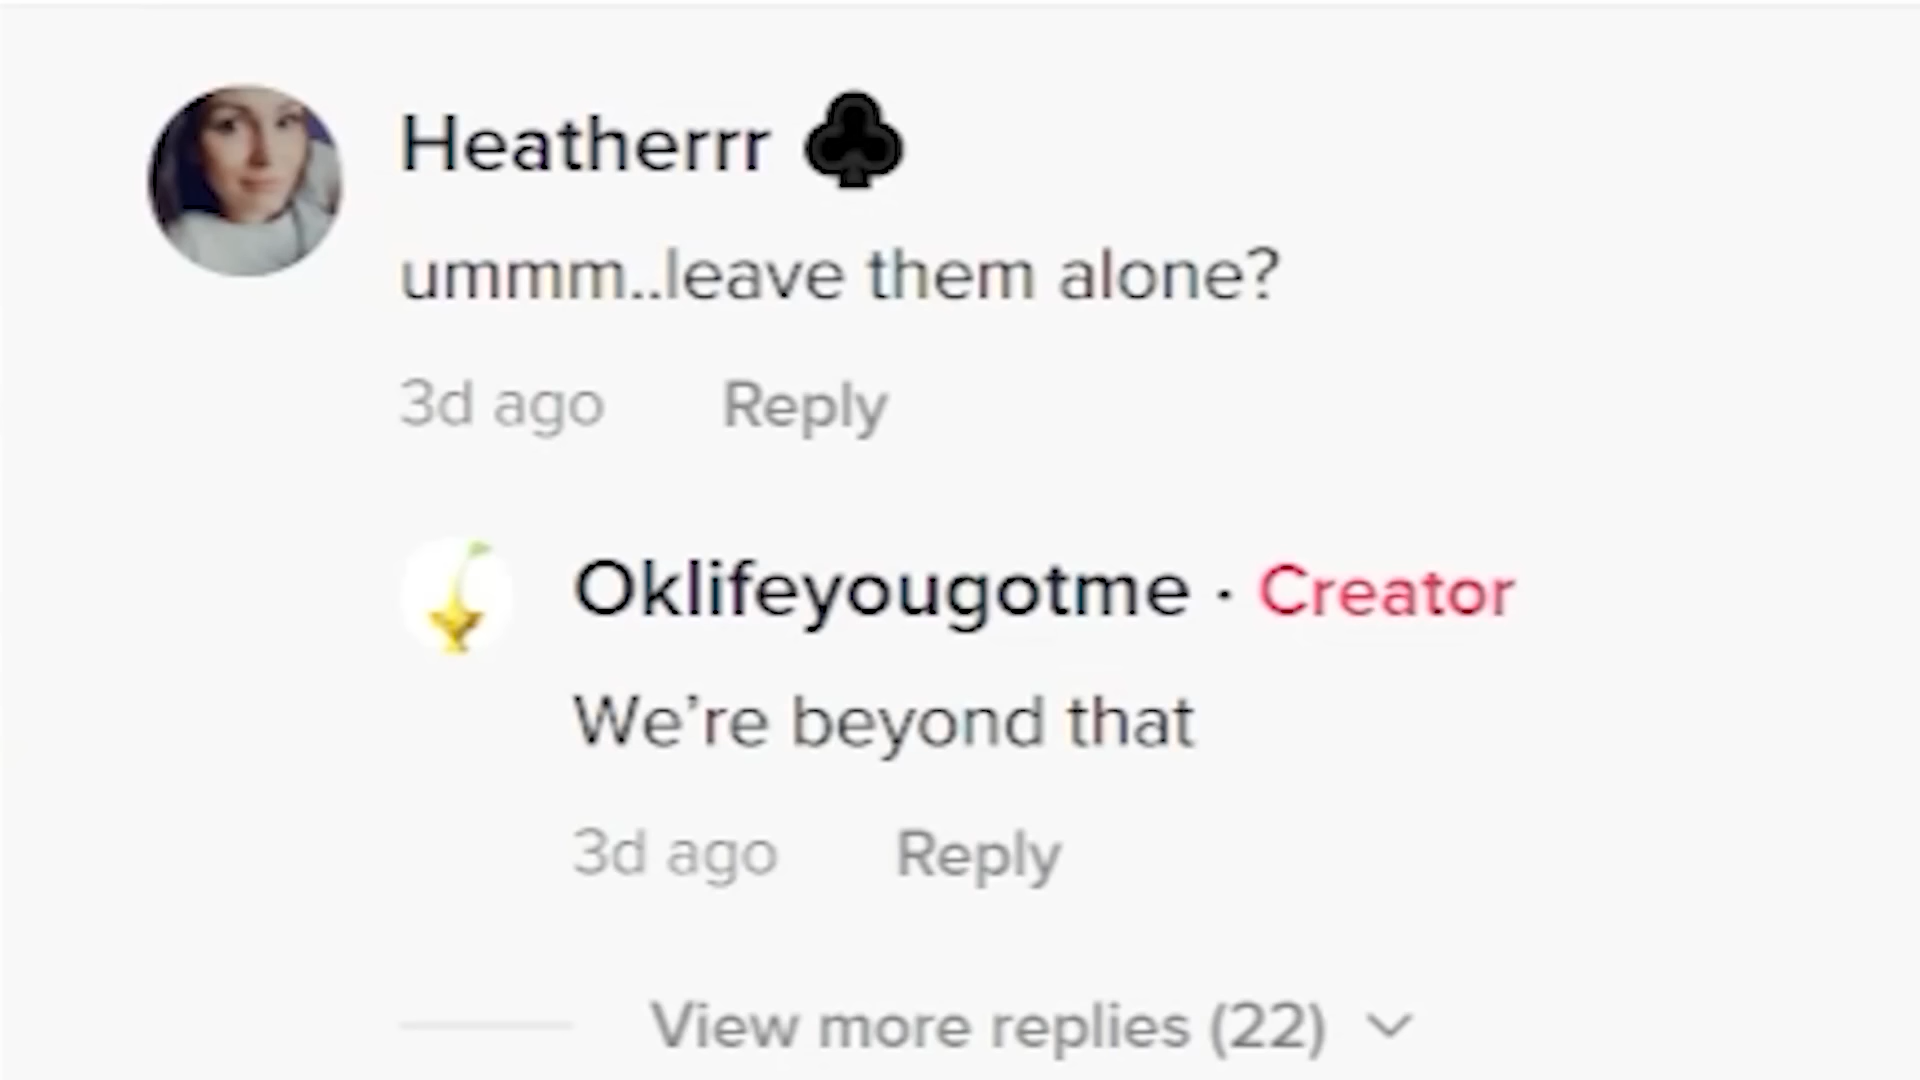 Heatherrr ♣
ummm..leave them alone?
3d ago Reply
Oklifeyougotme · Creator
We’re beyond that
3d ago Reply
View more replies (22)